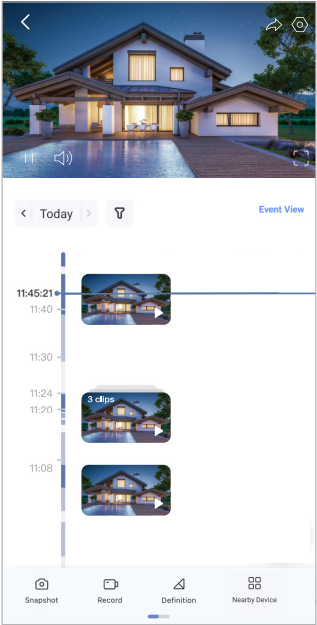 Today
Event View
11:45:21
11:40
11:30
11:24
3 clips
11:20
11:08
Snapshot
Record
Definition
Nearby Device